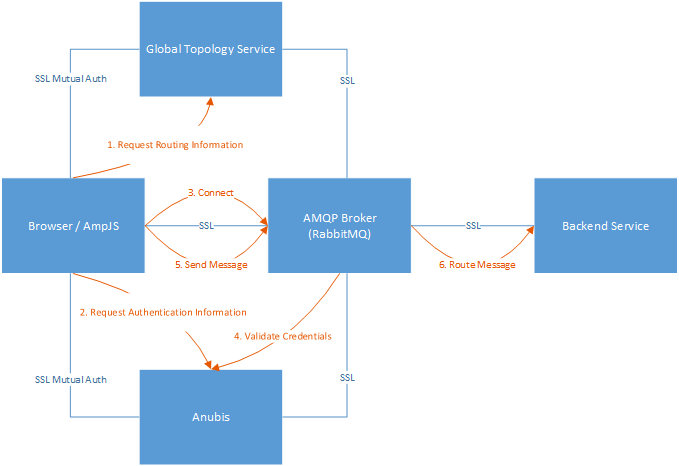 Global Topology Service
SSL Mutual Auth
SSL
1. Request Routing Information
3. Connect
Browser / AmpJS
SSL
AMQP Broker
(RabbitMQ)
SSL
Backend Service
5. Send Message
6. Route Message
2. Request Authentication Information
4. Validate Credentials
SSL Mutual Auth
SSL
Anubis